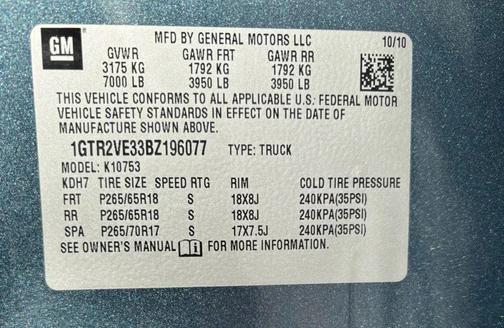 GM MFD BY GENERAL MOTORS LLC 10/10
GVWR GAWR FRT GAWR RR
3175 KG 1792 KG 1792 KG
7000 LB 3950 LB 3950 LB
THIS VEHICLE CONFORMS TO ALL APPLICABLE U.S. FEDERAL MOTOR
VEHICLE SAFETY STANDARDS IN EFFECT ON THE DATE OF
MANUFACTURE SHOWN ABOVE.
1GTR2VE33BZ196077 TYPE: TRUCK
MODEL: K10753
KDH7 TIRE SIZE SPEED RTG RIM COLD TIRE PRESSURE
FRT P265/65R18 S 18X8J 240KPA(35PSI)
RR P265/65R18 S 18X8J 240KPA(35PSI)
SPA P265/70R17 S 17X7.5J 240KPA(35PSI)
SEE OWNER'S MANUAL FOR MORE INFORMATION.